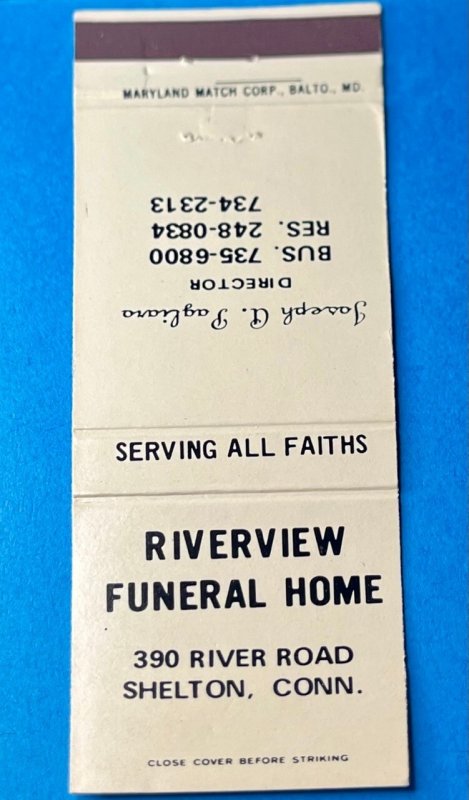 MARYLAND MATCH CORP., BALTO., MD.
Joseph A. Pagliaro
DIRECTOR
BUS. 735-6800
RES. 248-0834
734-2313
SERVING ALL FAITHS
RIVERVIEW
FUNERAL HOME
390 RIVER ROAD
SHELTON, CONN.
CLOSE COVER BEFORE STRIKING